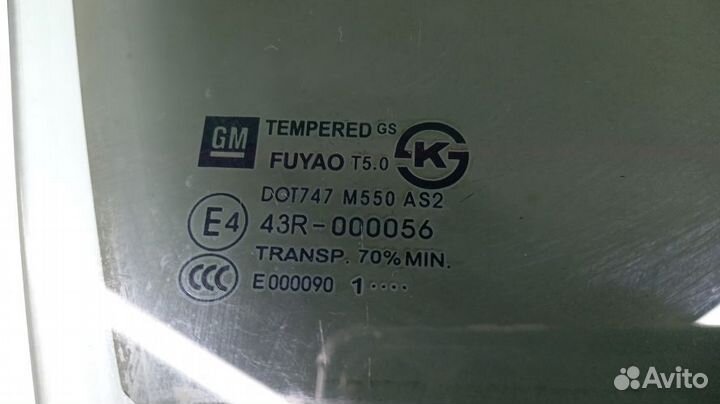 GM TEMPERED GS
FUYAO T5.0 KS
DOT747 M550 AS2
E4 43R-000056
TRANSP. 70% MIN.
CCC E000090 1····
Avito